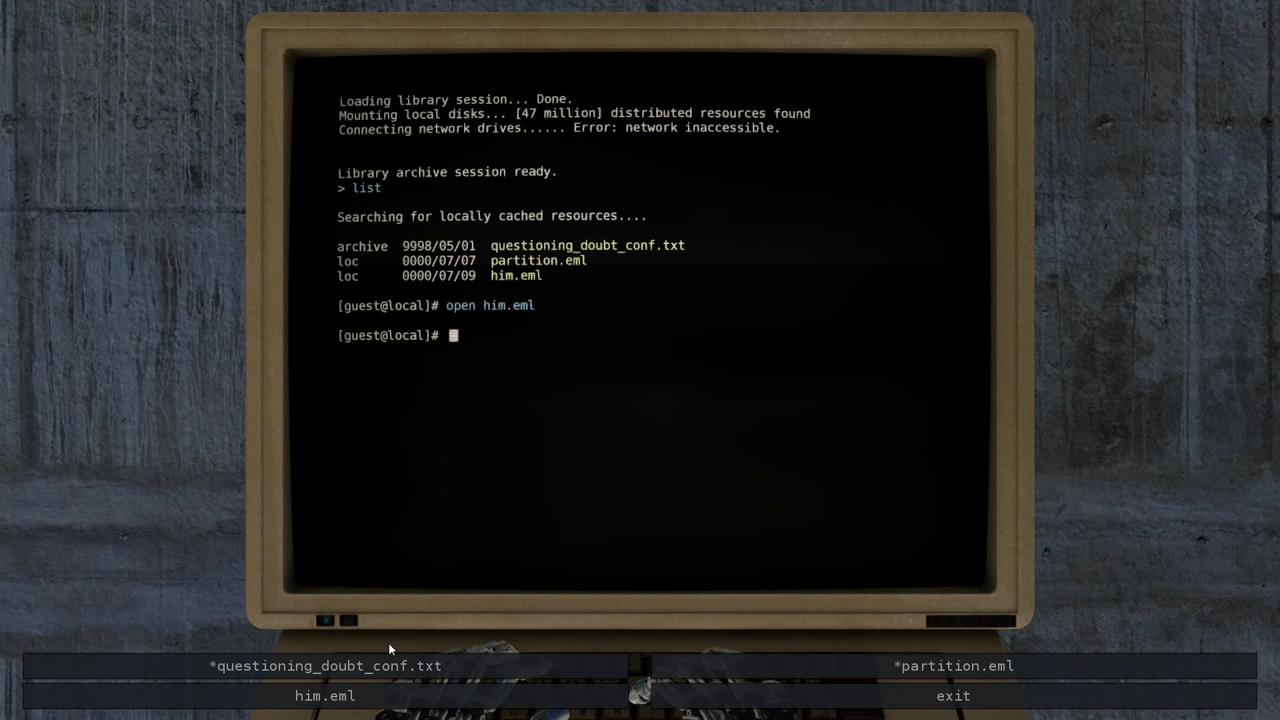 Loading library session... Done.
Mounting local disks... [47 million] distributed resources found
Connecting network drives...... Error: network inaccessible.
Library archive session ready.
> list
Searching for locally cached resources....
archive 9998/05/01 questioning_doubt_conf.txt
loc 0000/07/07 partition.eml
loc 0000/07/09 him.eml
[guest@local]# open him.eml
[guest@local]#
*questioning_doubt_conf.txt
*partition.eml
him.eml
exit